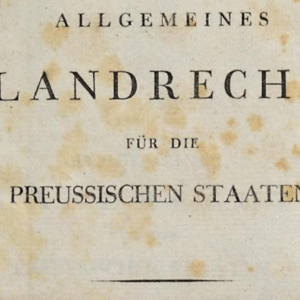 ALLGEMEINES
LANDRECH
FÜR DIE
PREUSSISCHEN STAATEN